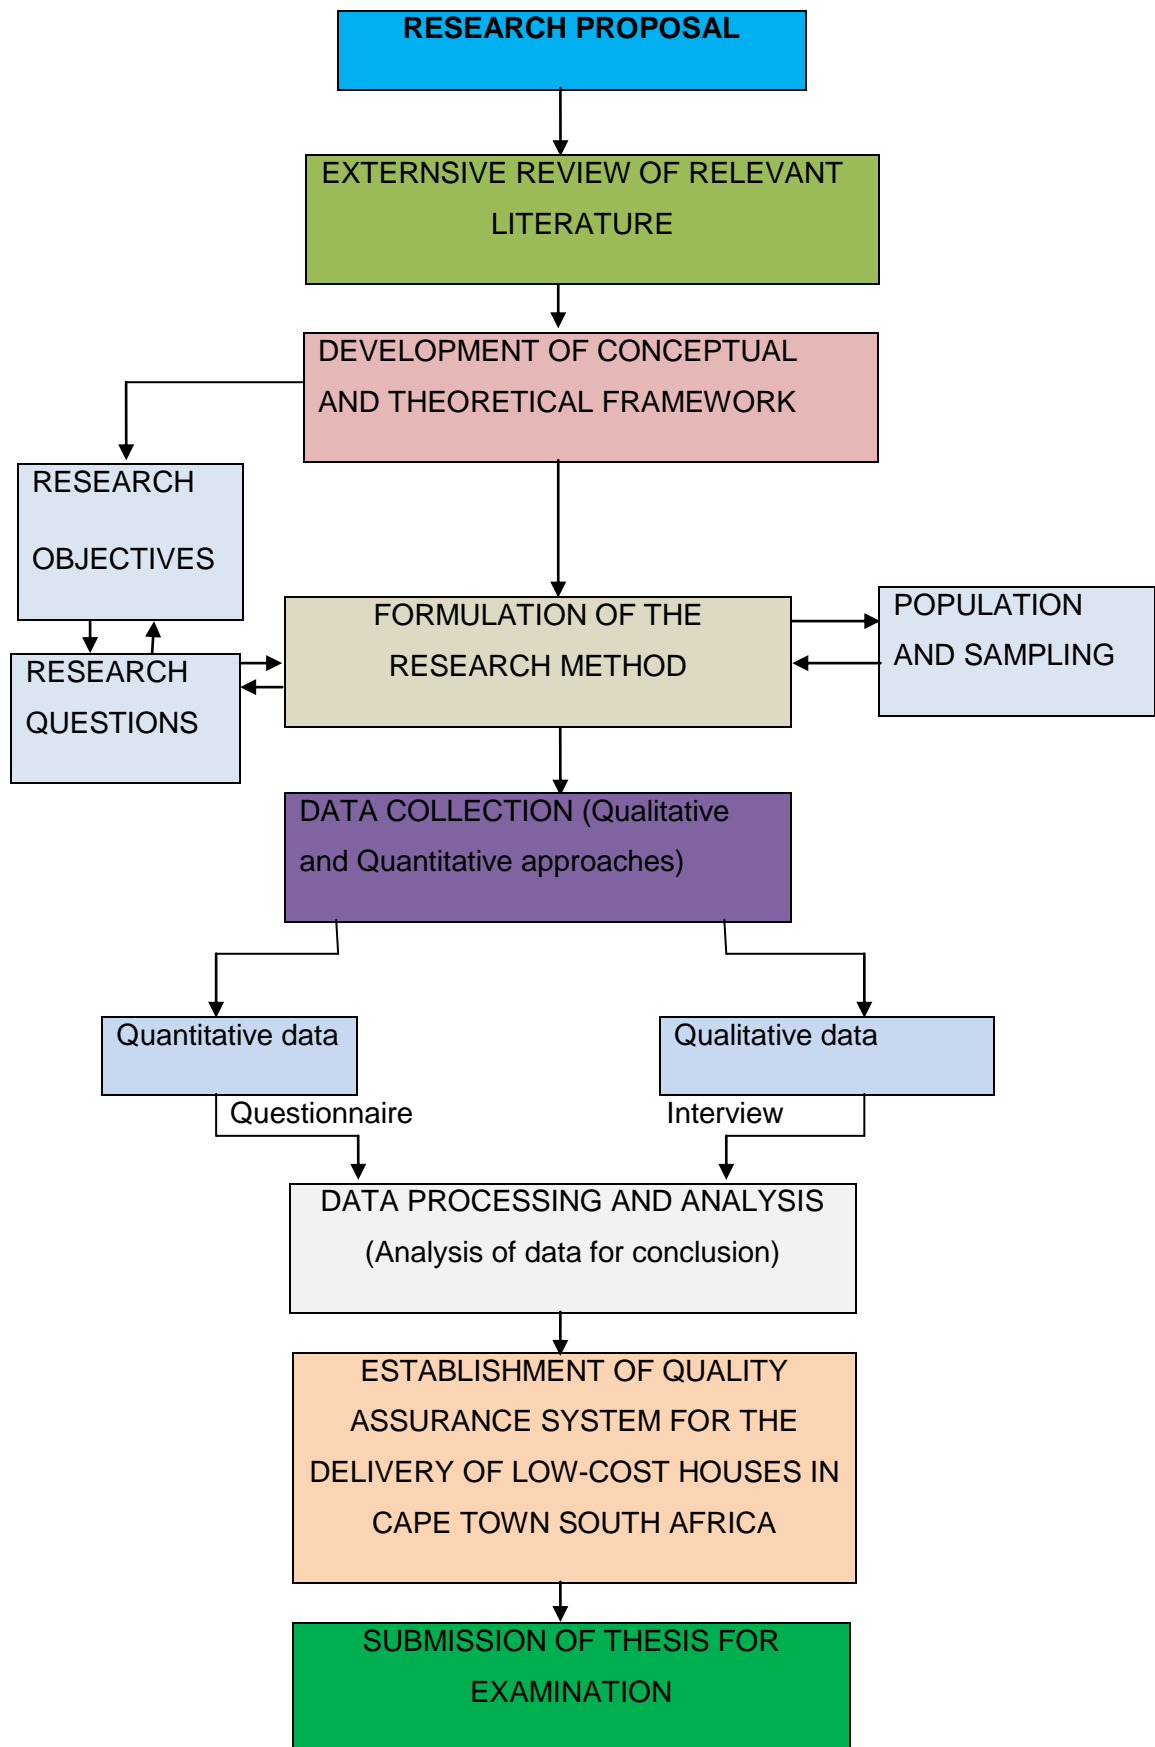 RESEARCH PROPOSAL
EXTERNSIVE REVIEW OF RELEVANT
LITERATURE
DEVELOPMENT OF CONCEPTUAL
AND THEORETICAL FRAMEWORK
RESEARCH
OBJECTIVES
RESEARCH
QUESTIONS
FORMULATION OF THE
RESEARCH METHOD
POPULATION
AND SAMPLING
DATA COLLECTION (Qualitative
and Quantitative approaches)
Quantitative data
Qualitative data
Questionnaire
Interview
DATA PROCESSING AND ANALYSIS
(Analysis of data for conclusion)
ESTABLISHMENT OF QUALITY
ASSURANCE SYSTEM FOR THE
DELIVERY OF LOW-COST HOUSES IN
CAPE TOWN SOUTH AFRICA
SUBMISSION OF THESIS FOR
EXAMINATION